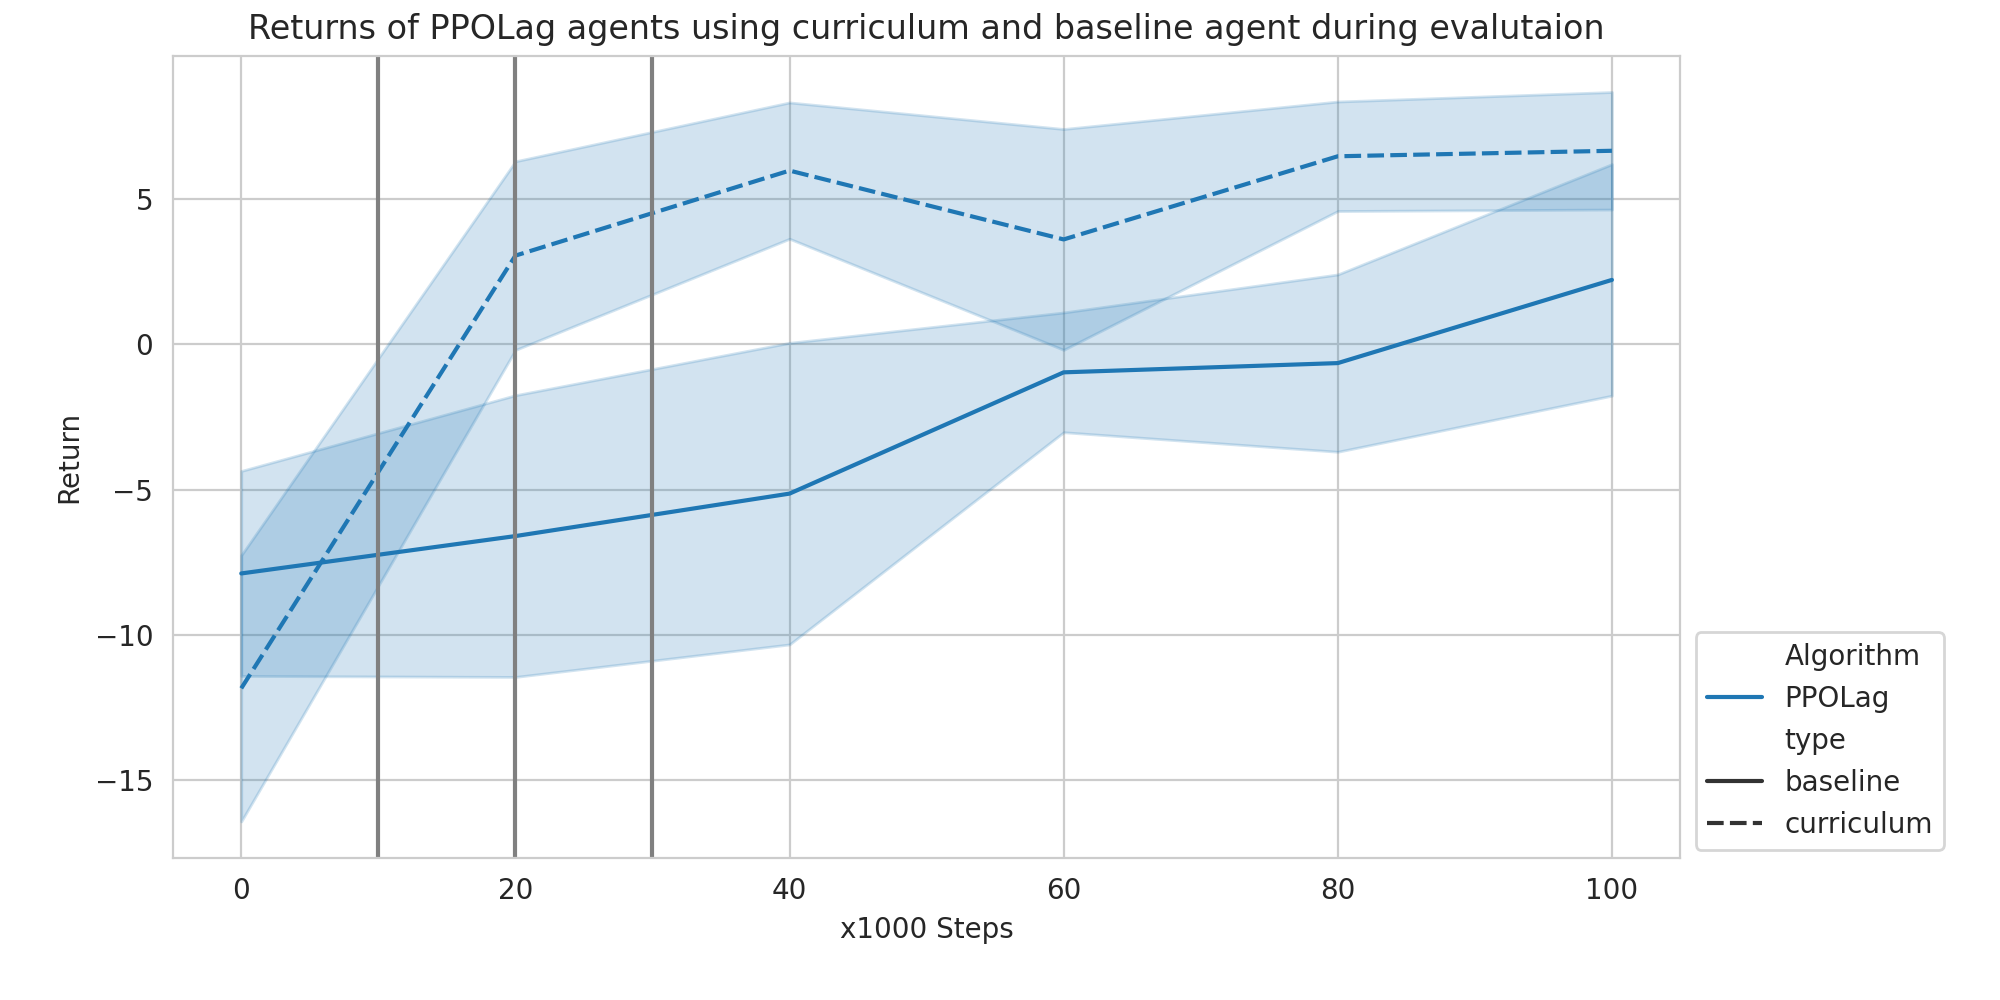 Returns of PPOLag agents using curriculum and baseline agent during evalutaion
Return
5
0
−5
−10
−15
0 20 40 60 80 100
x1000 Steps
Algorithm
PPOLag
type
baseline
curriculum